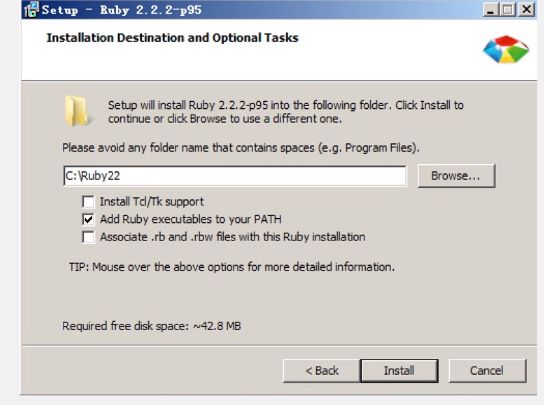 Setup - Ruby 2.2.2-p95
Installation Destination and Optional Tasks
Setup will install Ruby 2.2.2-p95 into the following folder. Click Install to
continue or click Browse to use a different one.
Please avoid any folder name that contains spaces (e.g. Program Files).
C:\Ruby22
Browse...
Install Tcl/Tk support
Add Ruby executables to your PATH
Associate .rb and .rbw files with this Ruby installation
TIP: Mouse over the above options for more detailed information.
Required free disk space: ~42.8 MB
< Back Install Cancel